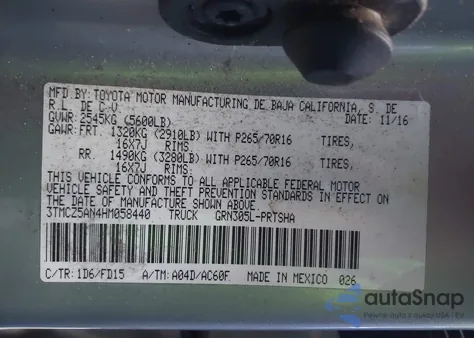 MFD.BY: TOYOTA MOTOR MANUFACTURING DE BAJA CALIFORNIA, S. DE
R.L. DE C.V. DATE: 11/16
GVWR: 2545KG (5600LB)
GAWR: FRT. 1320KG (2910LB) WITH P265/70R16 TIRES,
16X7J RIMS.
RR. 1490KG (3280LB) WITH P265/70R16 TIRES,
16X7J RIMS.
THIS VEHICLE CONFORMS TO ALL APPLICABLE FEDERAL MOTOR
VEHICLE SAFETY AND THEFT PREVENTION STANDARDS IN EFFECT ON
THE DATE OF MANUFACTURE SHOWN ABOVE.
3TMCZ5AN4HM058440 TRUCK GRN305L-PRTSHA
C/TR: 1D6/FD15 A/TM: A04D/AC60F MADE IN MEXICO 026
autoSnap